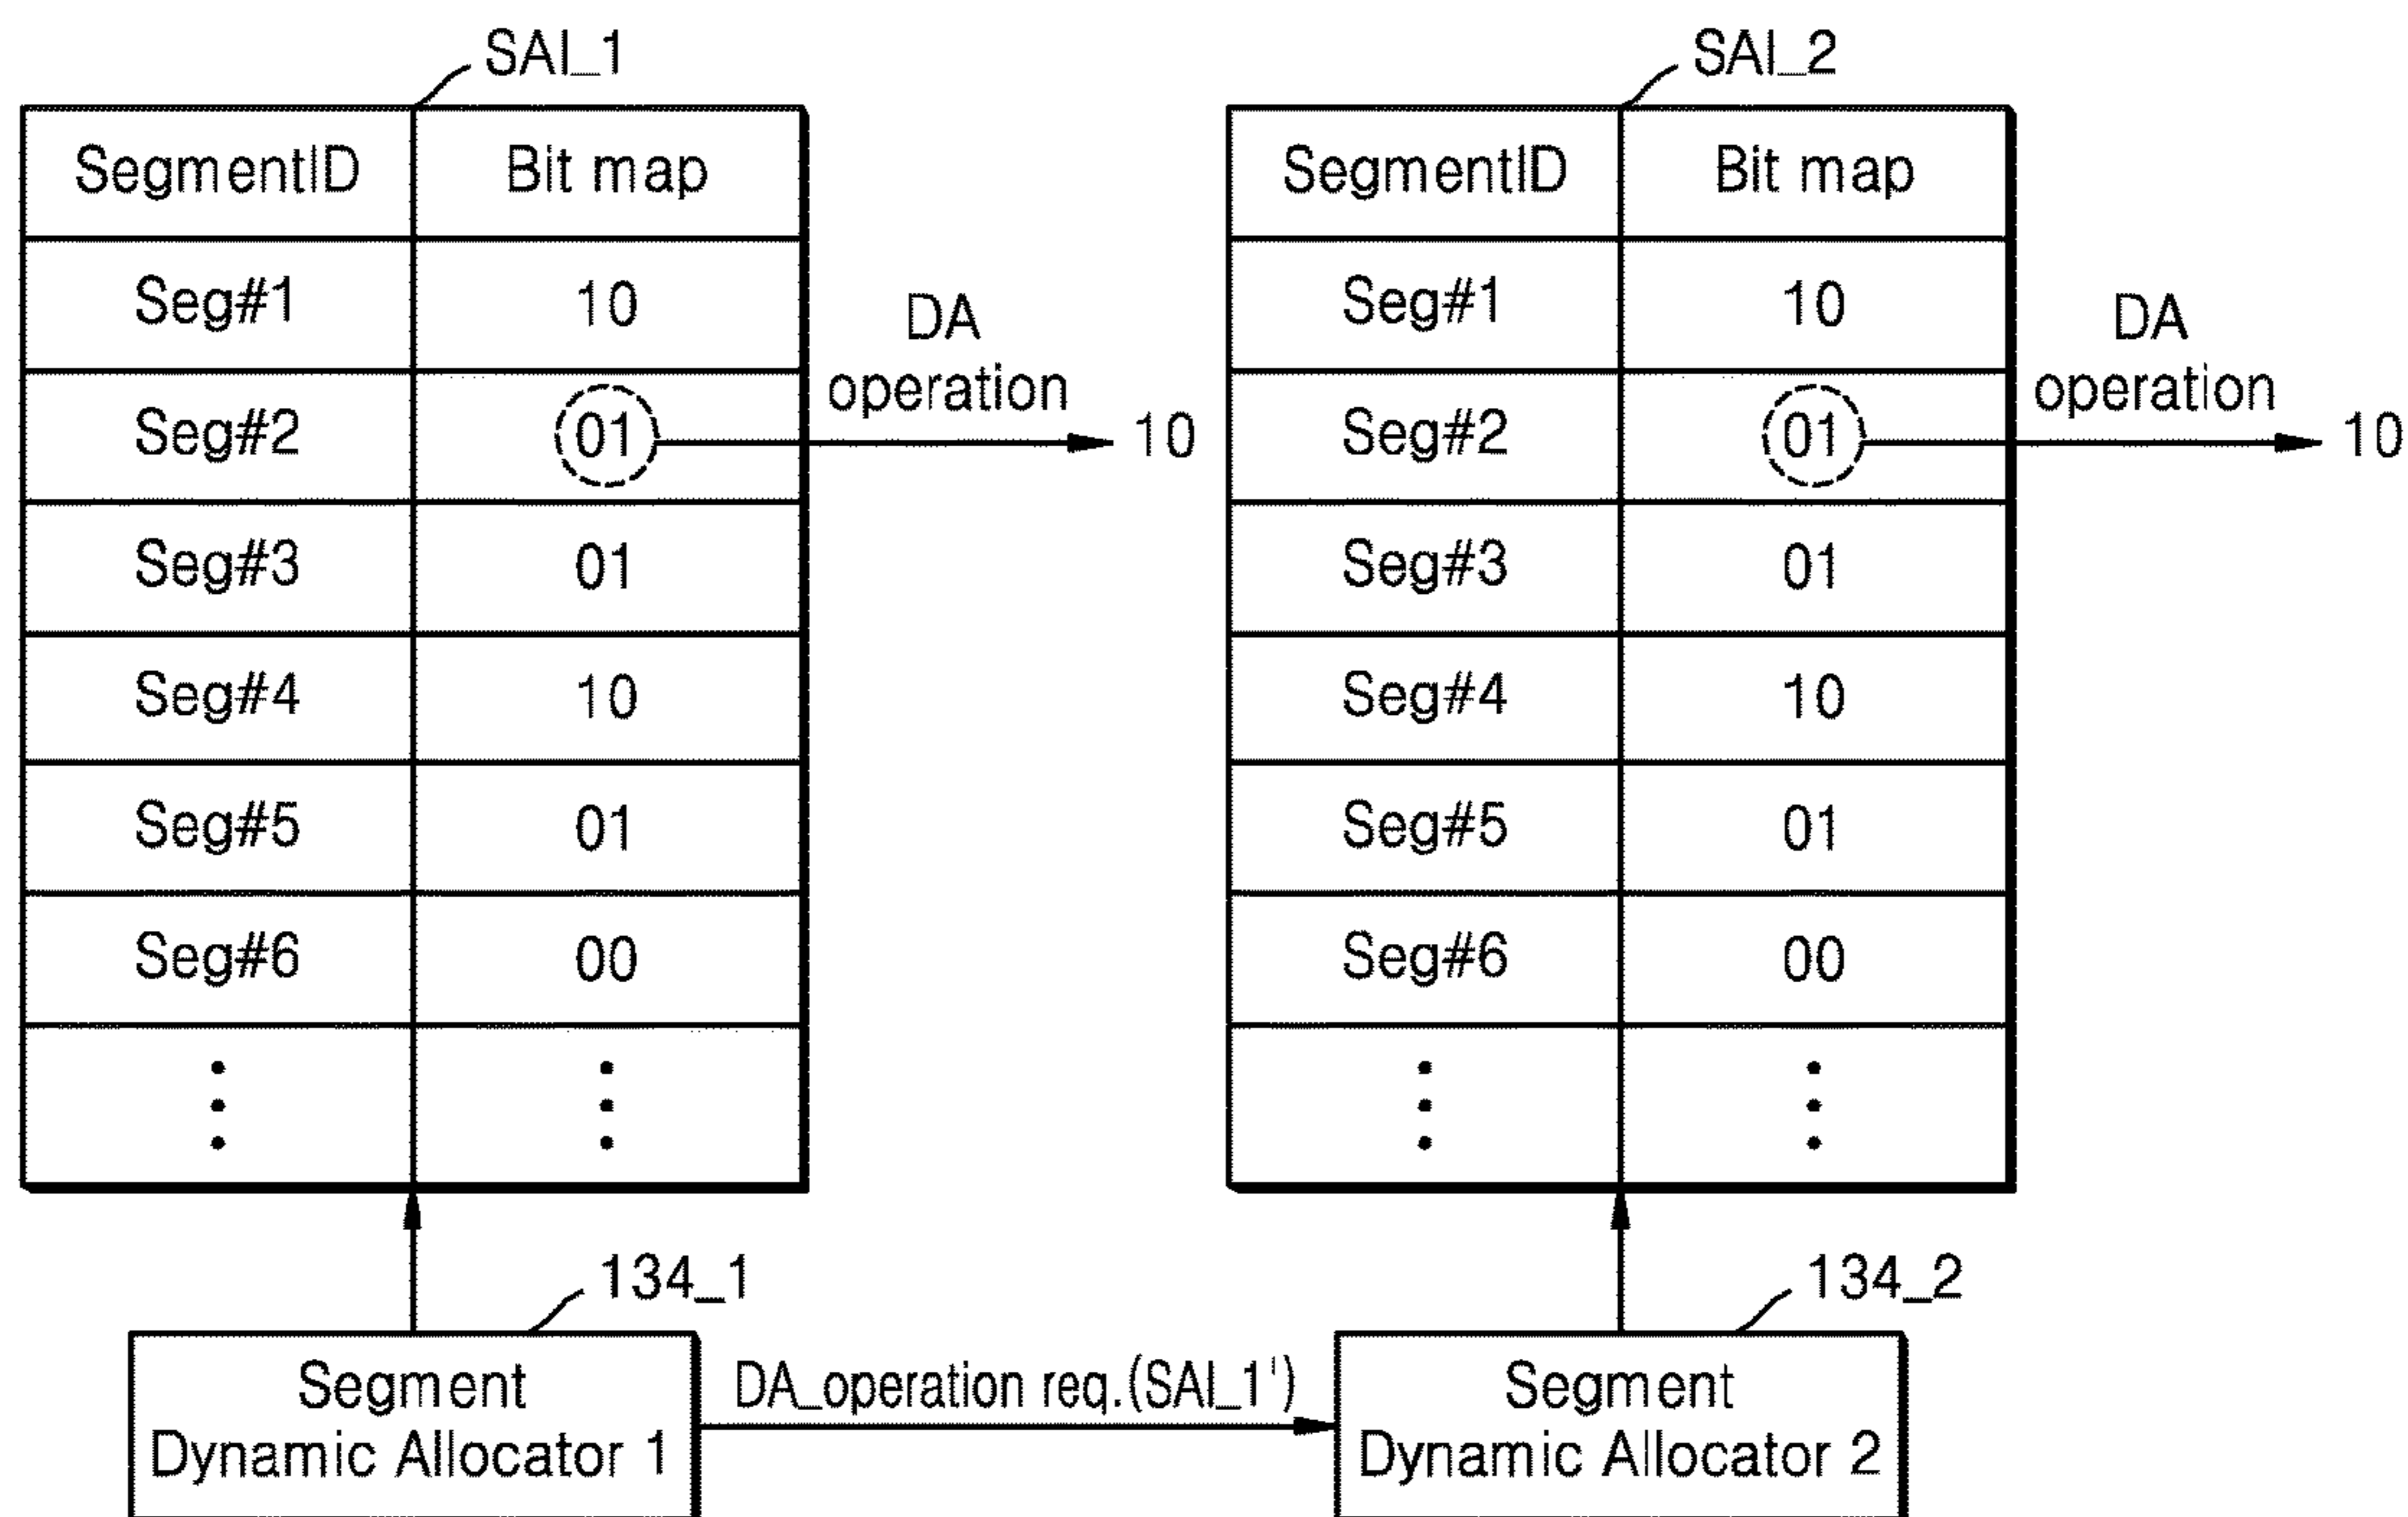 SAI_1
SegmentID Bit map
Seg#1 10
Seg#2 01
Seg#3 01
Seg#4 10
Seg#5 01
Seg#6 00
DA
operation
10
SAI_2
SegmentID Bit map
Seg#1 10
Seg#2 01
Seg#3 01
Seg#4 10
Seg#5 01
Seg#6 00
DA
operation
10
134_1
Segment
Dynamic Allocator 1
DA_operation req.(SAI_1')
134_2
Segment
Dynamic Allocator 2